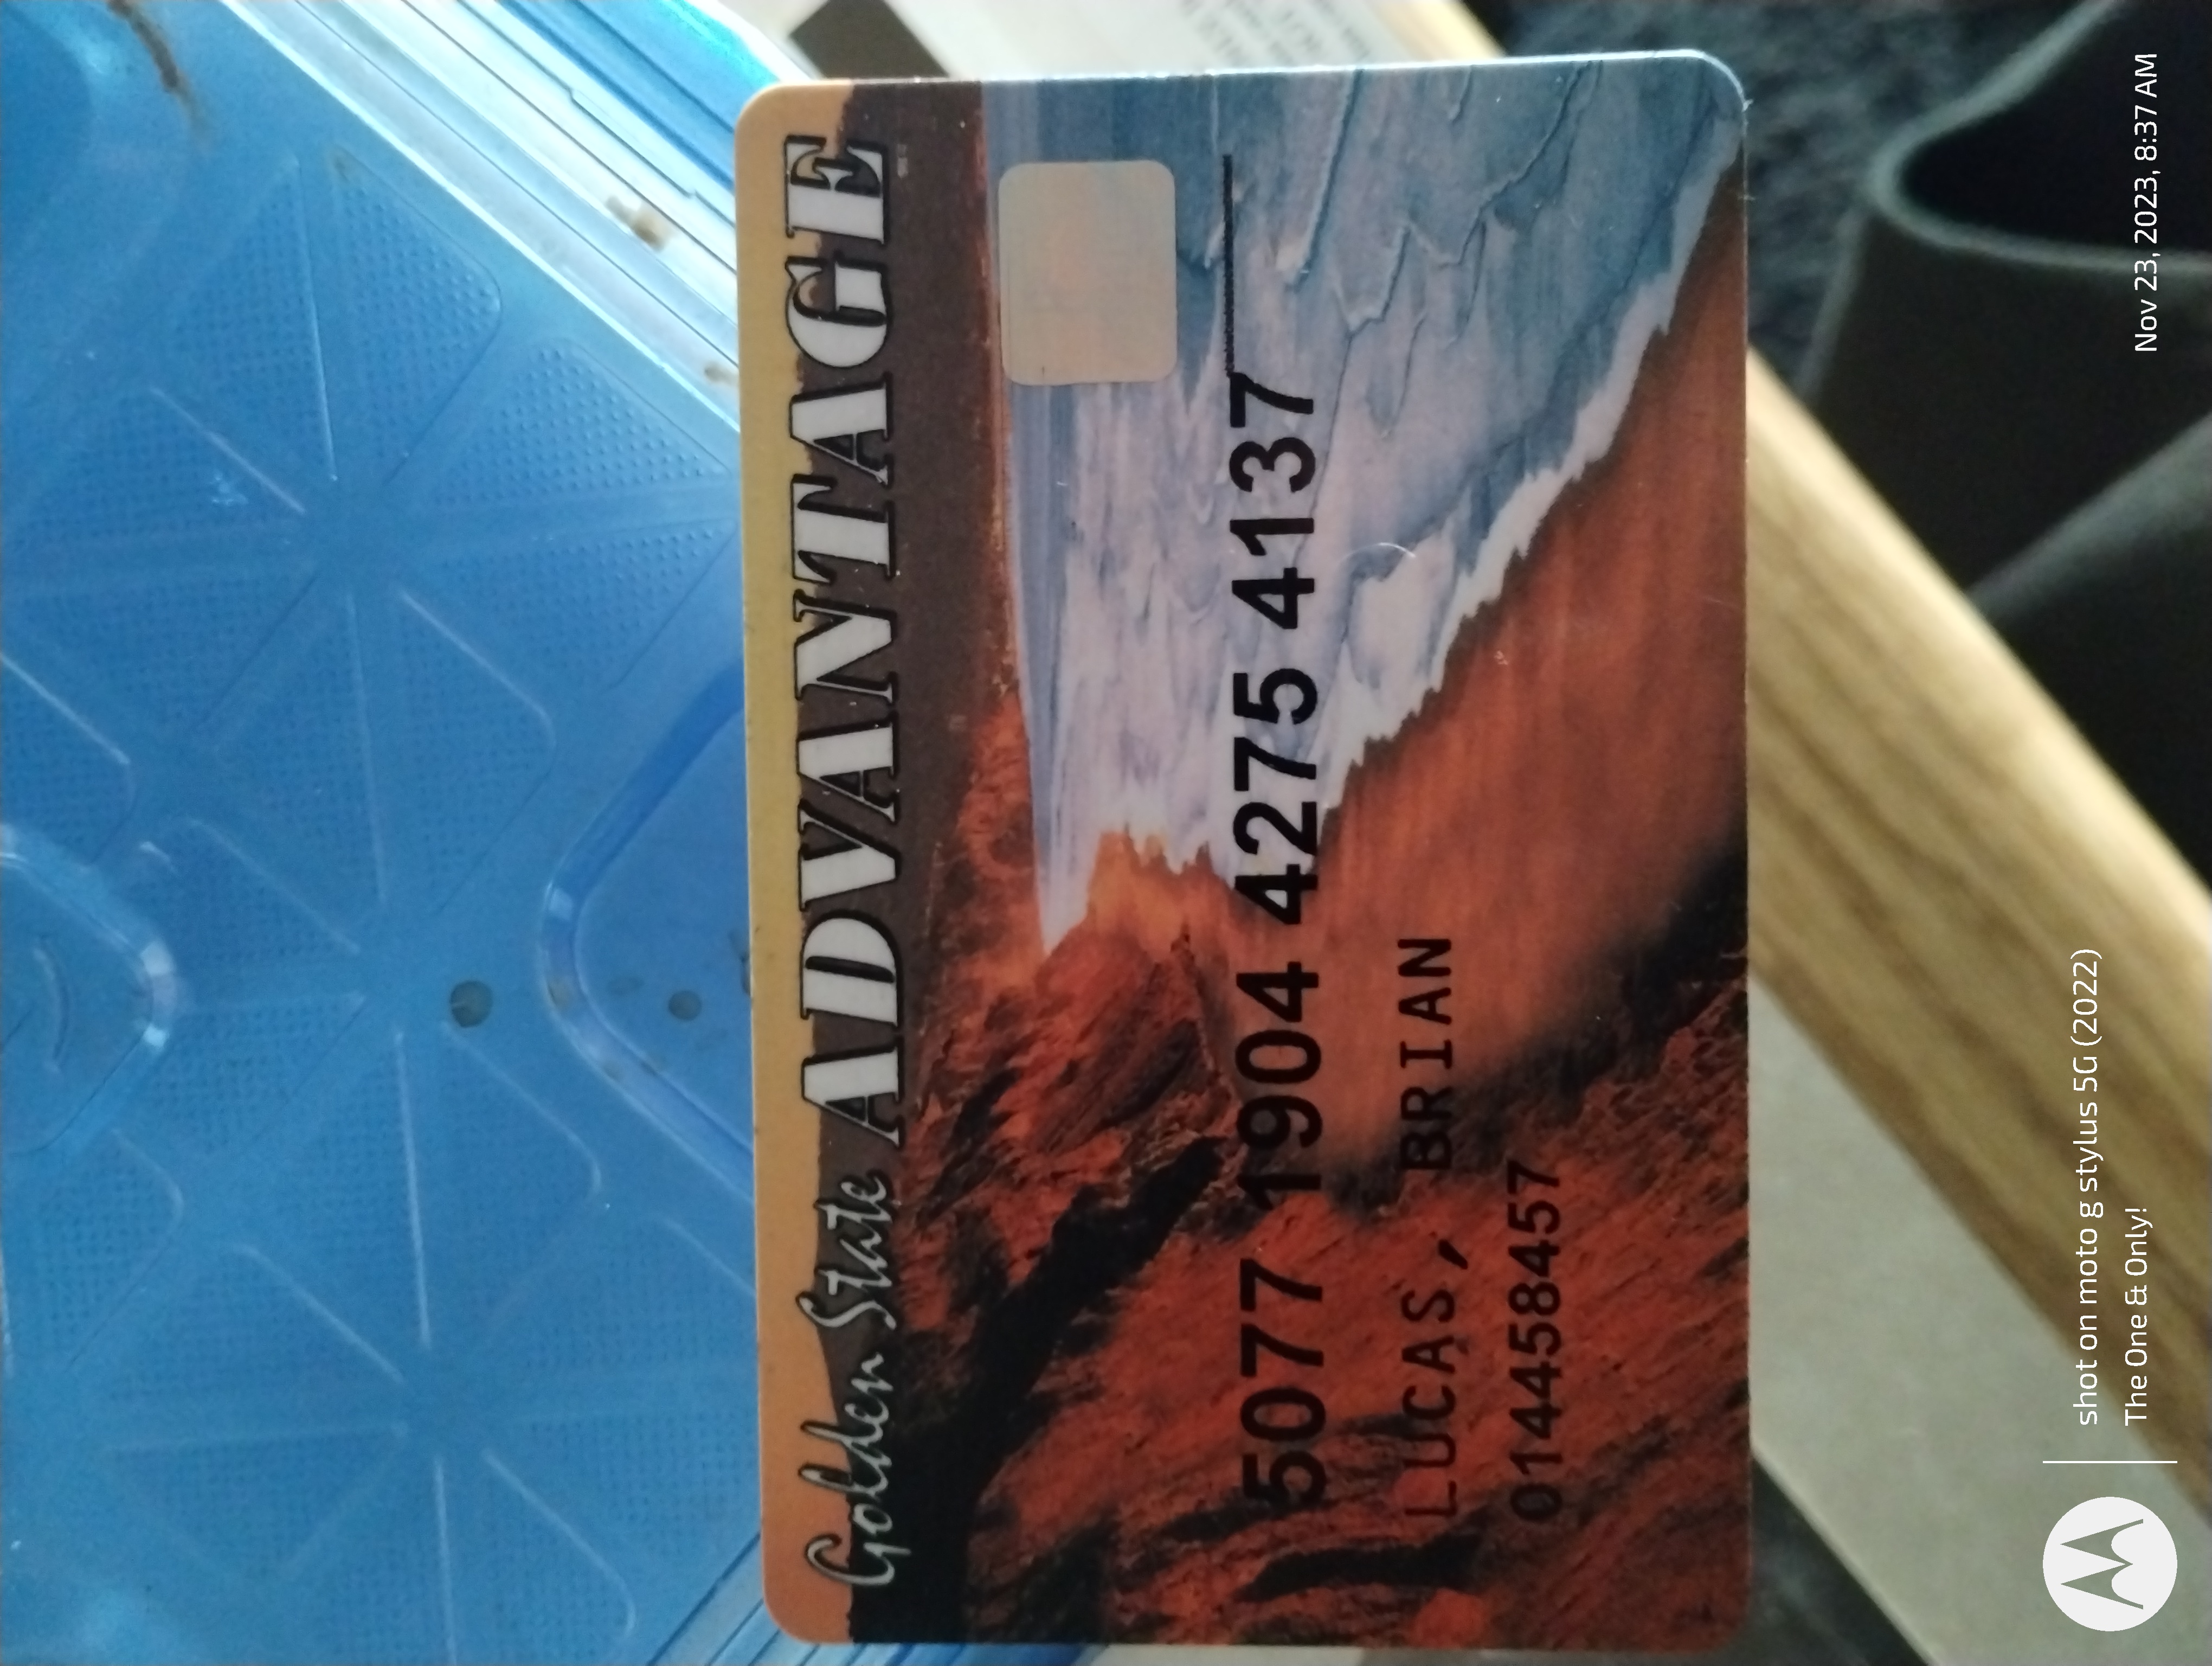 Golden State ADVANTAGE
5077 1904 4275 4137
LUCAS, BRIAN
014458457
shot on moto g stylus 5G (2022)
The One & Only!
Nov 23, 2023, 8:37 AM